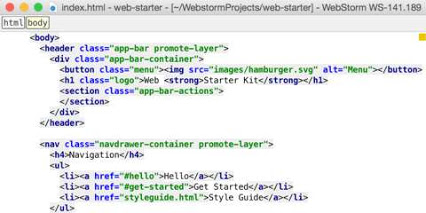 index.html - web-starter - [~/WebstormProjects/web-starter] - WebStorm WS-141.189
html body
<body>
<header class="app-bar promote-layer">
<div class="app-bar-container">
<button class="menu"><img src="images/hamburger.svg" alt="Menu"></button>
<h1 class="logo">Web <strong>Starter Kit</strong></h1>
<section class="app-bar-actions">
</section>
</div>
</header>
<nav class="navdrawer-container promote-layer">
<h4>Navigation</h4>
<ul>
<li><a href="#hello">Hello</a></li>
<li><a href="#get-started">Get Started</a></li>
<li><a href="styleguide.html">Style Guide</a></li>
</ul>